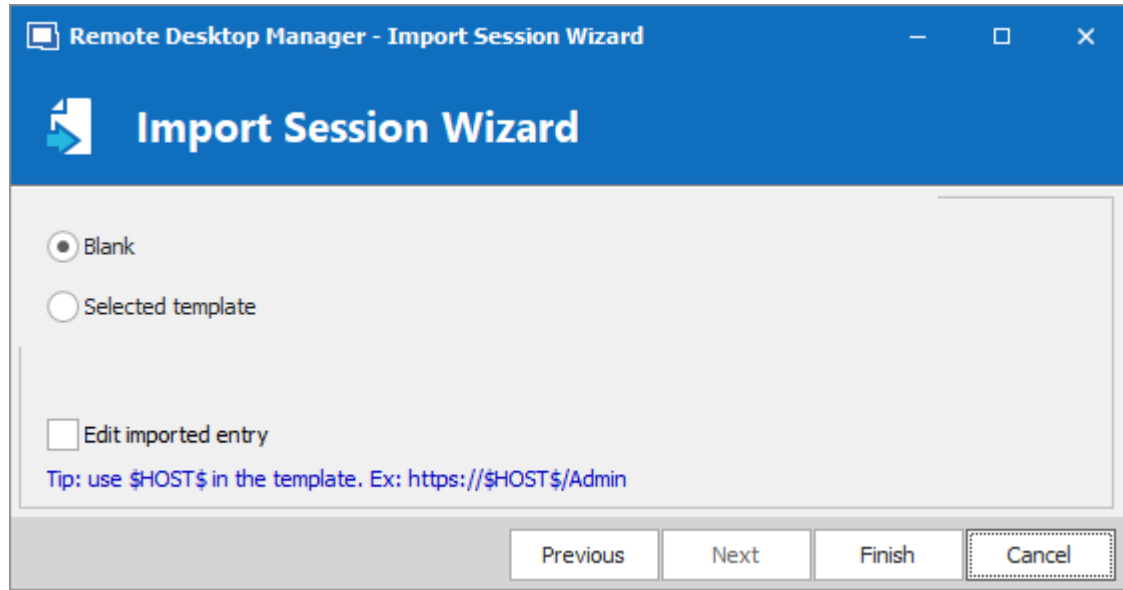 Remote Desktop Manager - Import Session Wizard
Import Session Wizard
Blank
Selected template
Edit imported entry
Tip: use $HOST$ in the template. Ex: https://$HOST$/Admin
Previous Next Finish Cancel